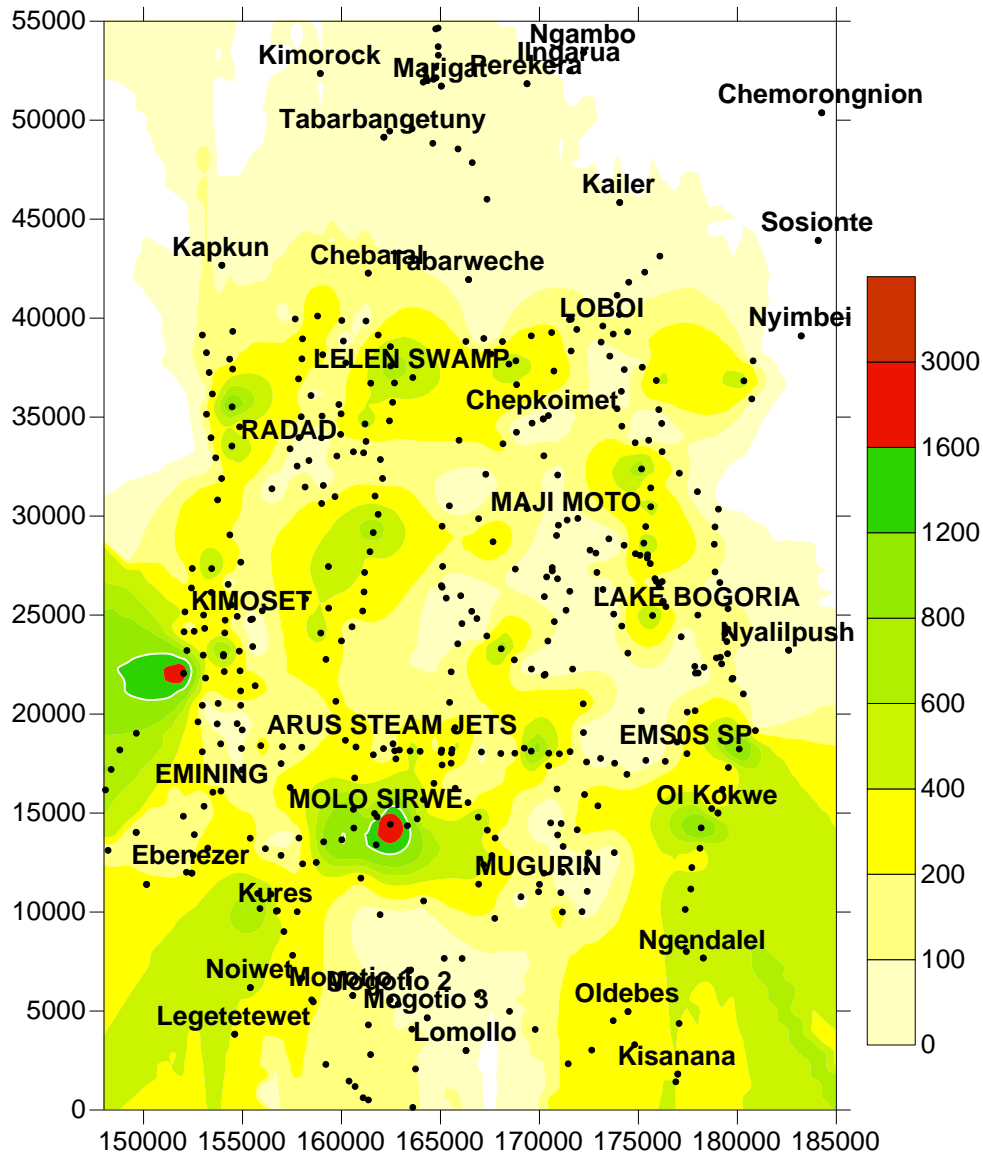 55000
Ngambo
Ilngarua
Kimorock
Marigat
Perekera
Chemorongnion
50000
Tabarbangetuny
Kailer
45000
Sosionte
Kapkun
Chebaral
Tabarweche
40000
LOBOI
Nyimbei
LELEN SWAMP
3000
35000
Chepkoimet
RADAD
1600
30000
MAJI MOTO
1200
25000
KIMOSET
LAKE BOGORIA
800
Nyalilpush
600
20000
ARUS STEAM JETS
EMS0S SP
400
EMINING
15000
MOLO SIRWE
Ol Kokwe
200
Ebenezer
MUGURIN
10000
Kures
100
Ngendalel
Noiwet
Mogotio 1
Mogotio 2
5000
Mogotio 3
Oldebes
Legetetewet
Lomollo
Kisanana
0
0
150000 155000 160000 165000 170000 175000 180000 185000